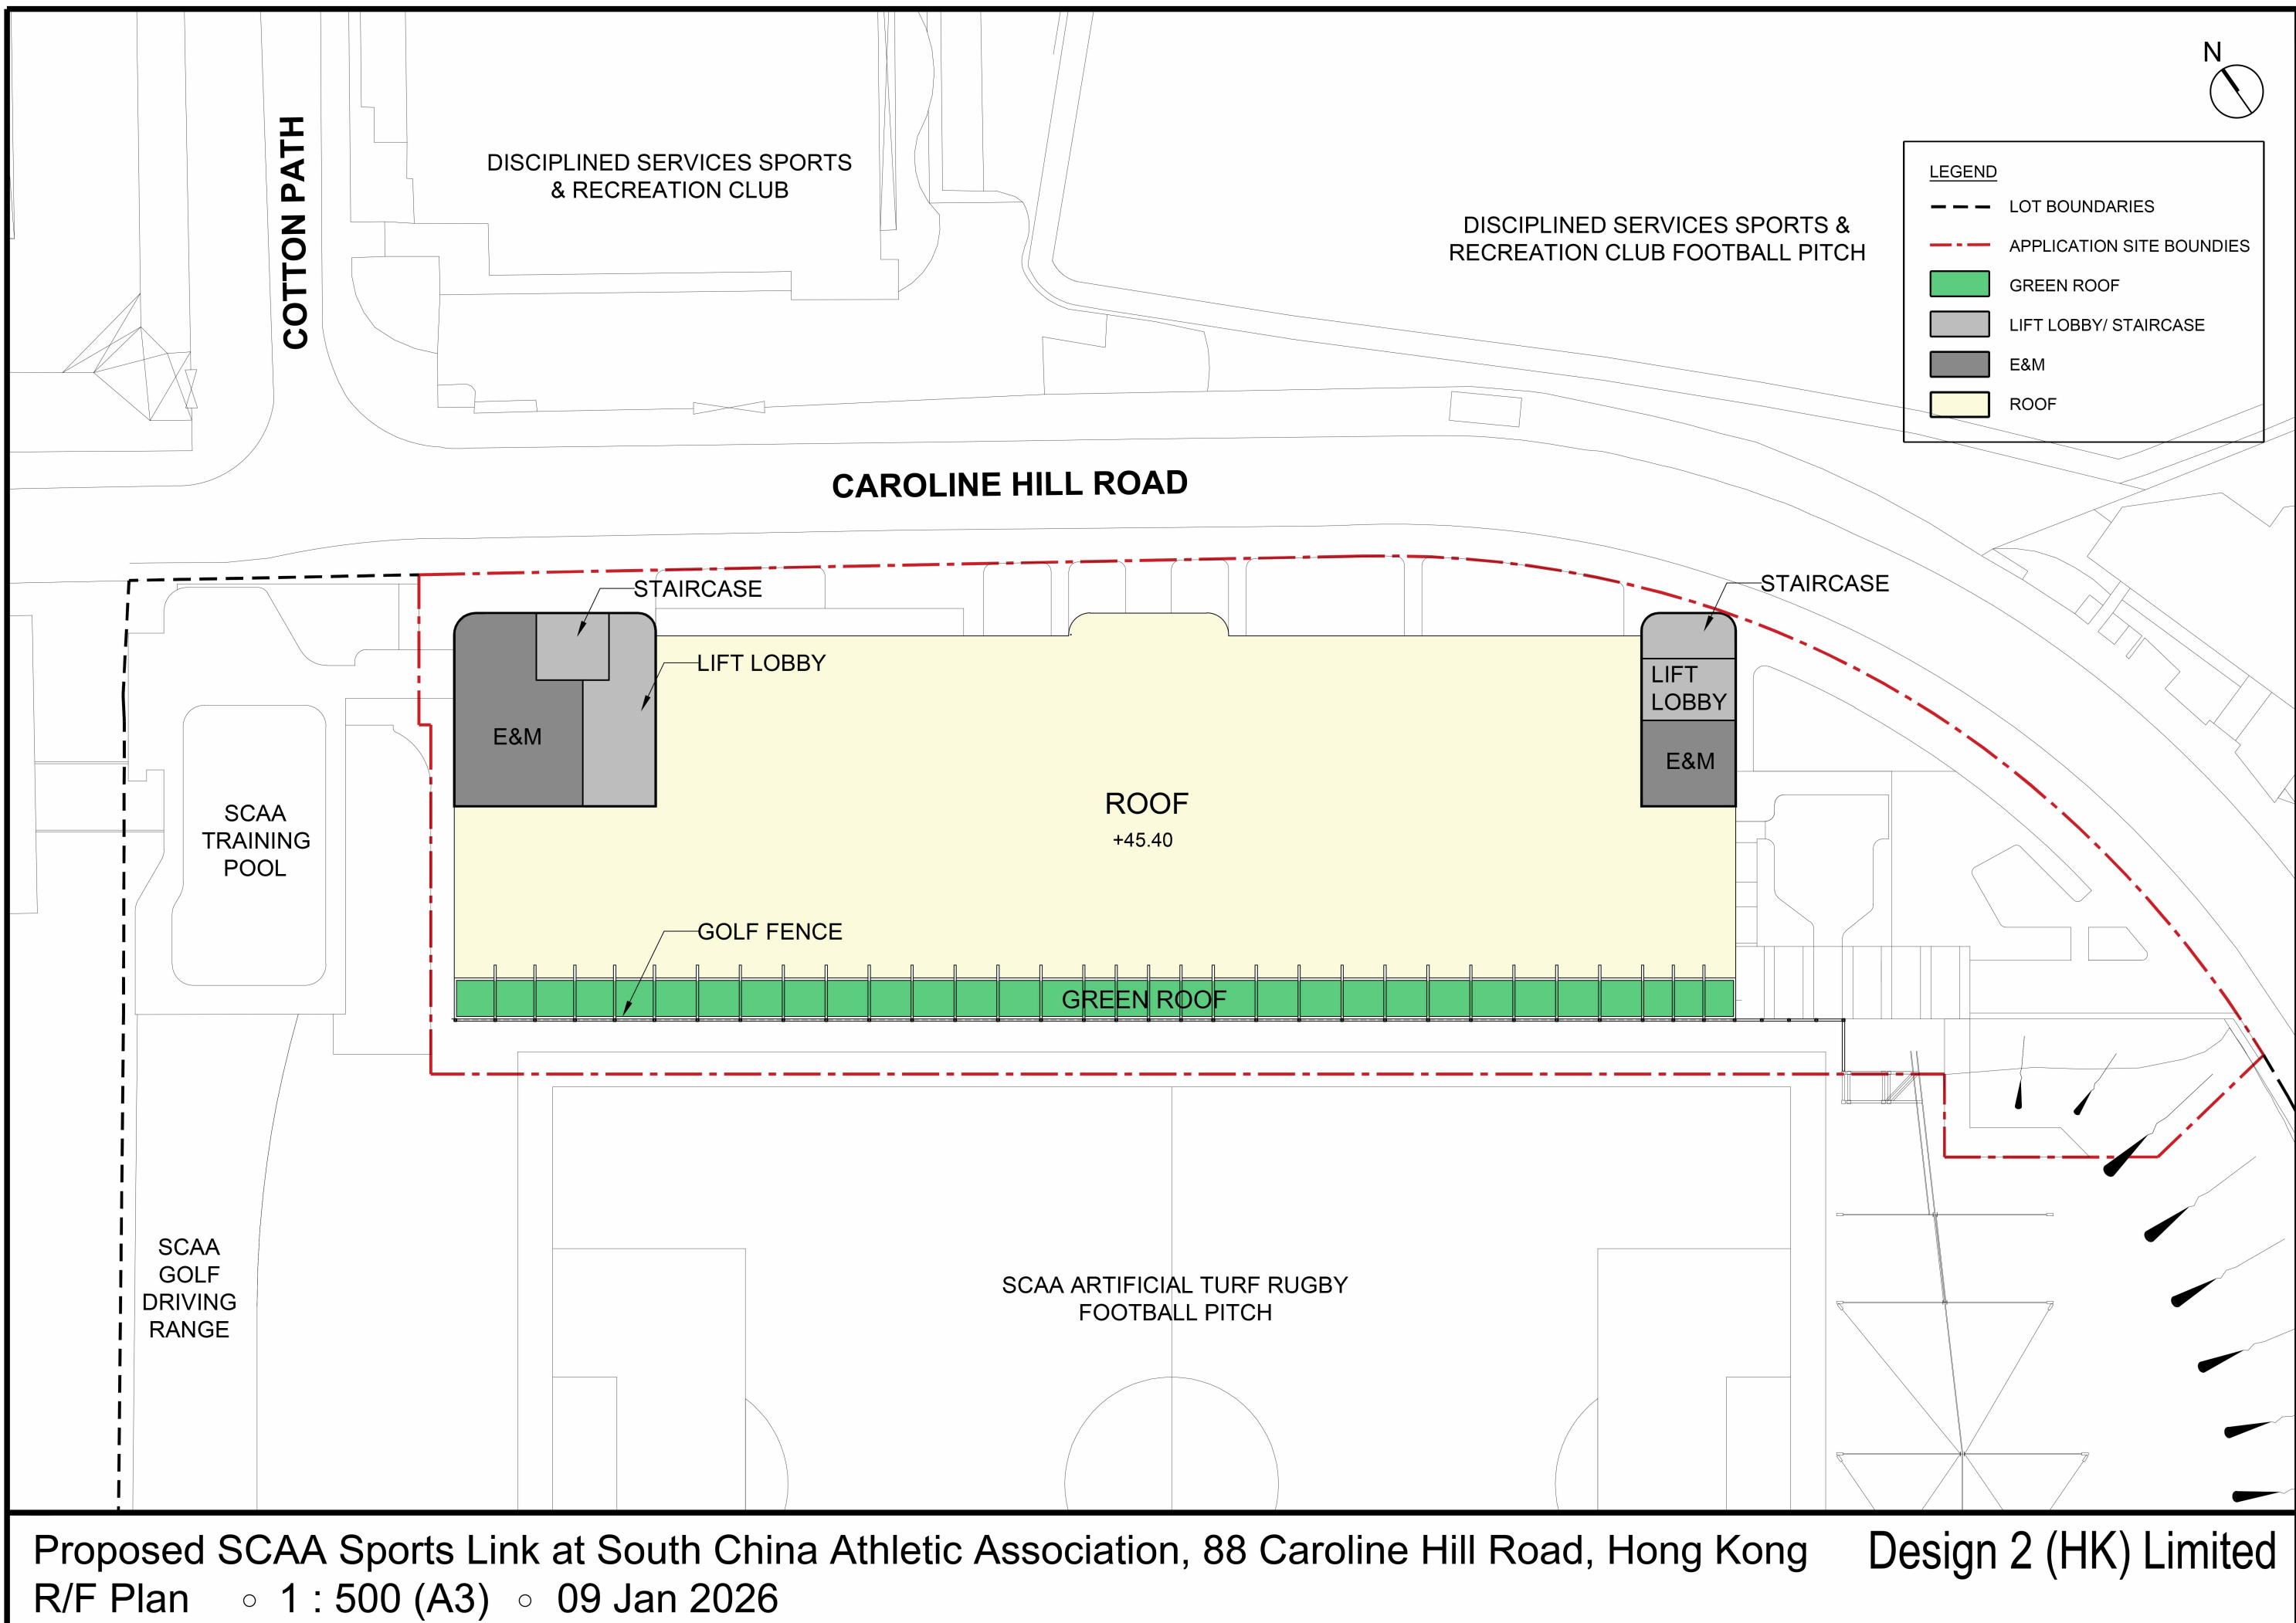 N
COTTON PATH
DISCIPLINED SERVICES SPORTS
& RECREATION CLUB
DISCIPLINED SERVICES SPORTS &
RECREATION CLUB FOOTBALL PITCH
LEGEND
LOT BOUNDARIES
APPLICATION SITE BOUNDIES
GREEN ROOF
LIFT LOBBY/ STAIRCASE
E&M
ROOF
CAROLINE HILL ROAD
STAIRCASE
STAIRCASE
LIFT LOBBY
LIFT
LOBBY
E&M
E&M
ROOF
+45.40
SCAA
TRAINING
POOL
GOLF FENCE
GREEN ROOF
SCAA
GOLF
DRIVING
RANGE
SCAA ARTIFICIAL TURF RUGBY
FOOTBALL PITCH
Proposed SCAA Sports Link at South China Athletic Association, 88 Caroline Hill Road, Hong Kong
Design 2 (HK) Limited
R/F Plan ○ 1 : 500 (A3) ○ 09 Jan 2026